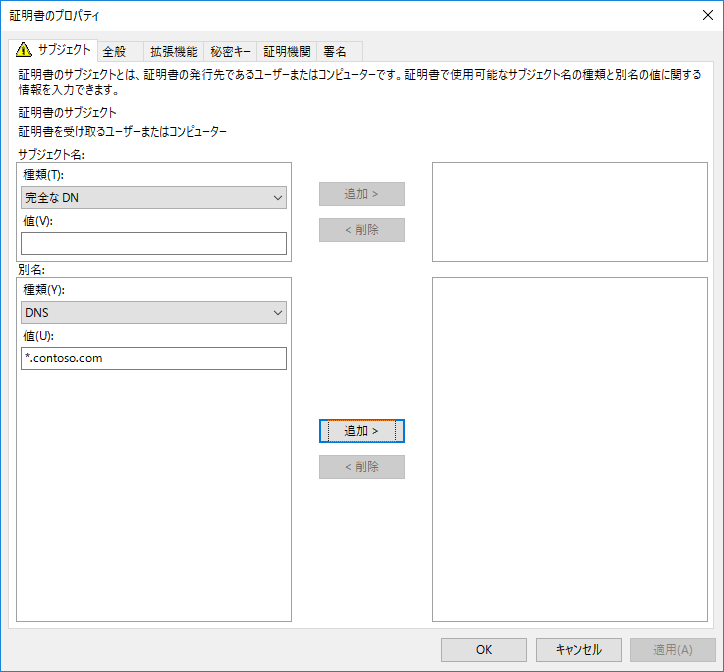 証明書のプロパティ
サブジェクト 全般 拡張機能 秘密キー 証明機関 署名
証明書のサブジェクトとは、証明書の発行先であるユーザーまたはコンピューターです。証明書で使用可能なサブジェクト名の種類と別名の値に関する
情報を入力できます。
証明書のサブジェクト
証明書を受け取るユーザーまたはコンピューター
サブジェクト名:
種類(T):
完全な DN
値(V):
追加 >
< 削除
別名:
種類(Y):
DNS
値(U):
*.contoso.com
追加 >
< 削除
OK キャンセル 適用(A)